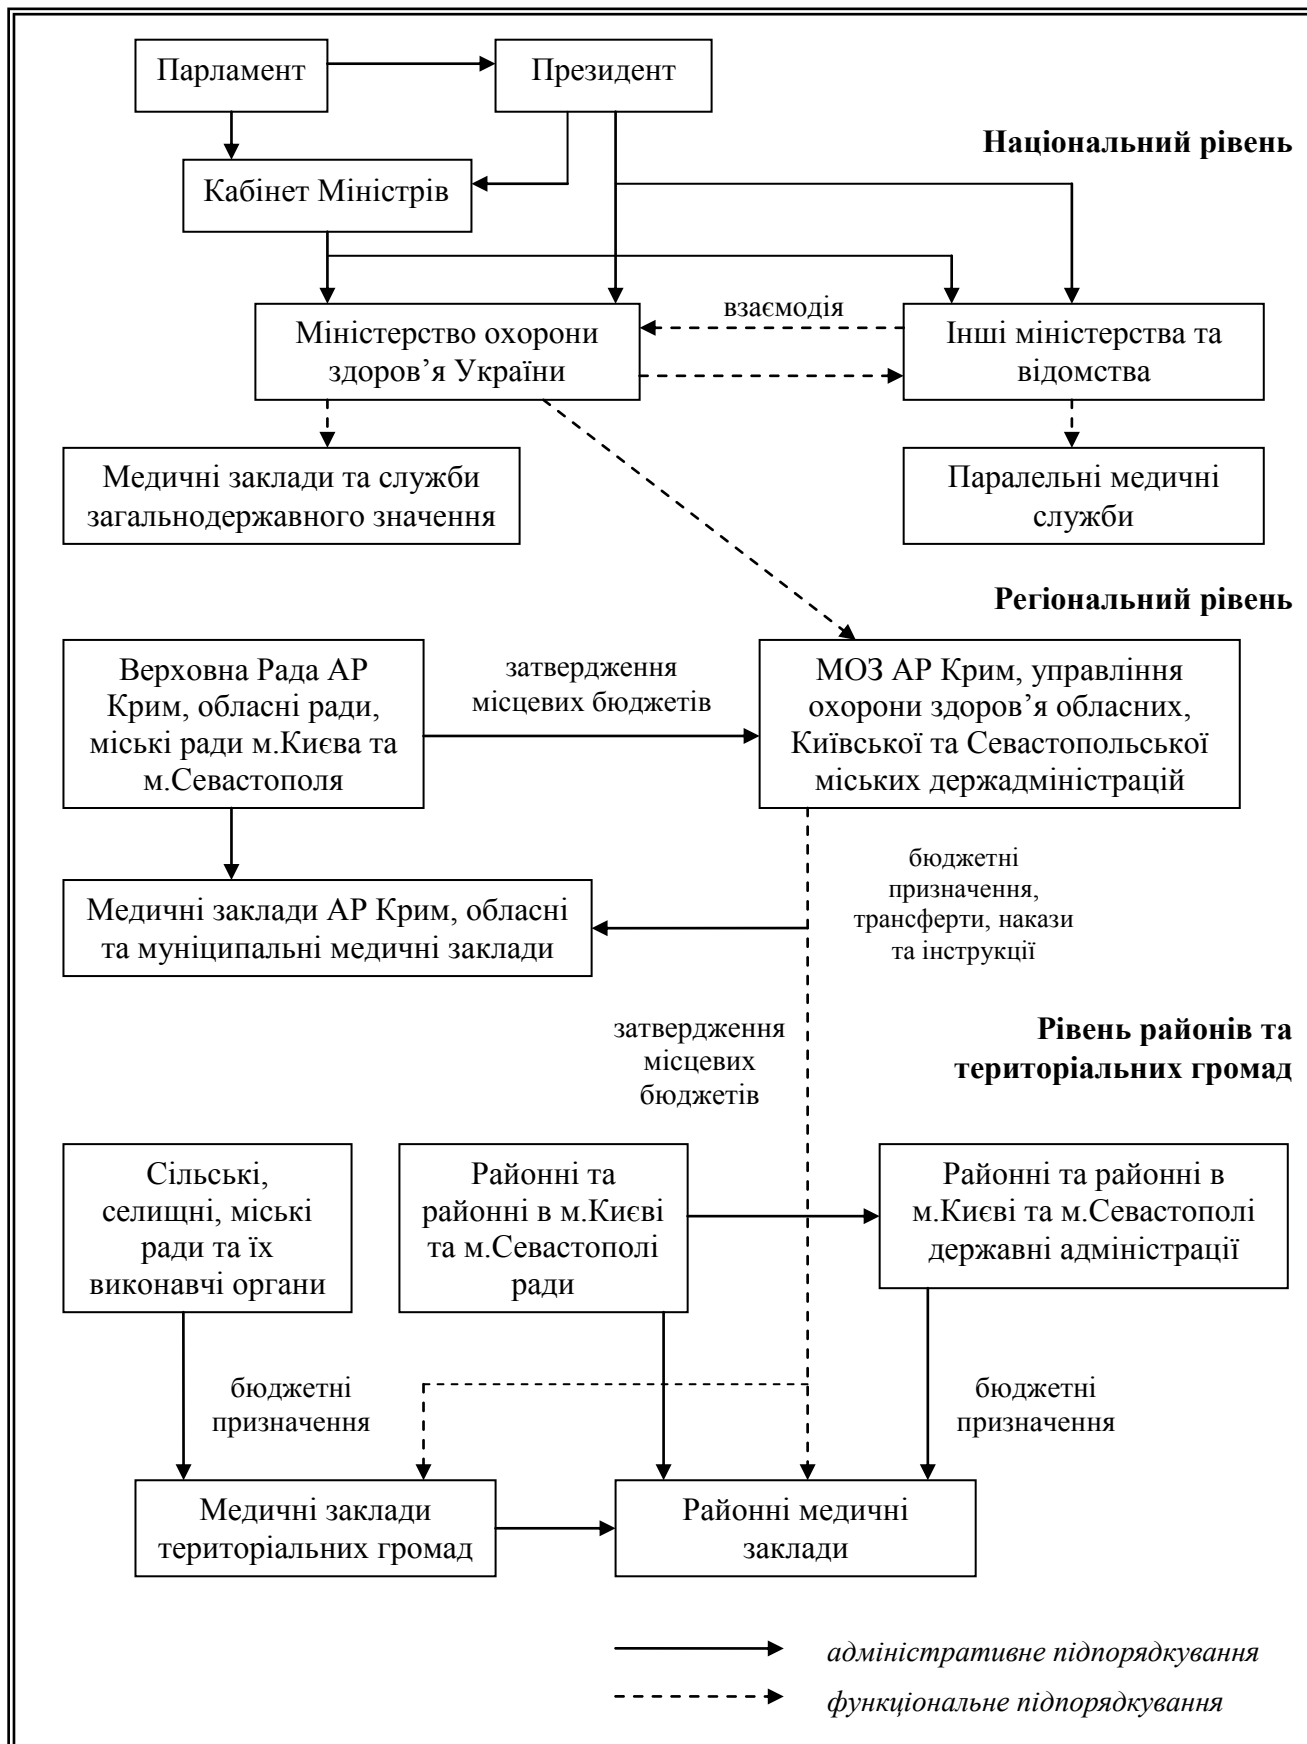 Парламент
Президент
Національний рівень
Кабінет Міністрів
взаємодія
Міністерство охорони
здоров’я України
Інші міністерства та
відомства
Медичні заклади та служби
загальнодержавного значення
Паралельні медичні
служби
Регіональний рівень
Верховна Рада АР
Крим, обласні ради,
міські ради м.Києва та
м.Севастополя
затвердження
місцевих бюджетів
МОЗ АР Крим, управління
охорони здоров’я обласних,
Київської та Севастопольської
міських держадміністрацій
бюджетні
призначення,
трансферти, накази
та інструкції
Медичні заклади АР Крим, обласні
та муніципальні медичні заклади
затвердження
місцевих
бюджетів
Рівень районів та
територіальних громад
Сільські,
селищні, міські
ради та їх
виконавчі органи
Районні та
районні в м.Києві
та м.Севастополі
ради
Районні та районні в
м.Києві та м.Севастополі
державні адміністрації
бюджетні
призначення
бюджетні
призначення
Медичні заклади
територіальних громад
Районні медичні
заклади
адміністративне підпорядкування
функціональне підпорядкування